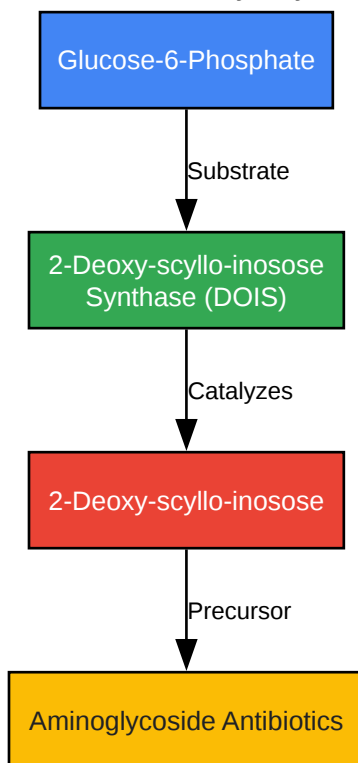 Glucose-6-Phosphate
Substrate
2-Deoxy-scyllo-inosose
Synthase (DOIS)
Catalyzes
2-Deoxy-scyllo-inosose
Precursor
Aminoglycoside Antibiotics